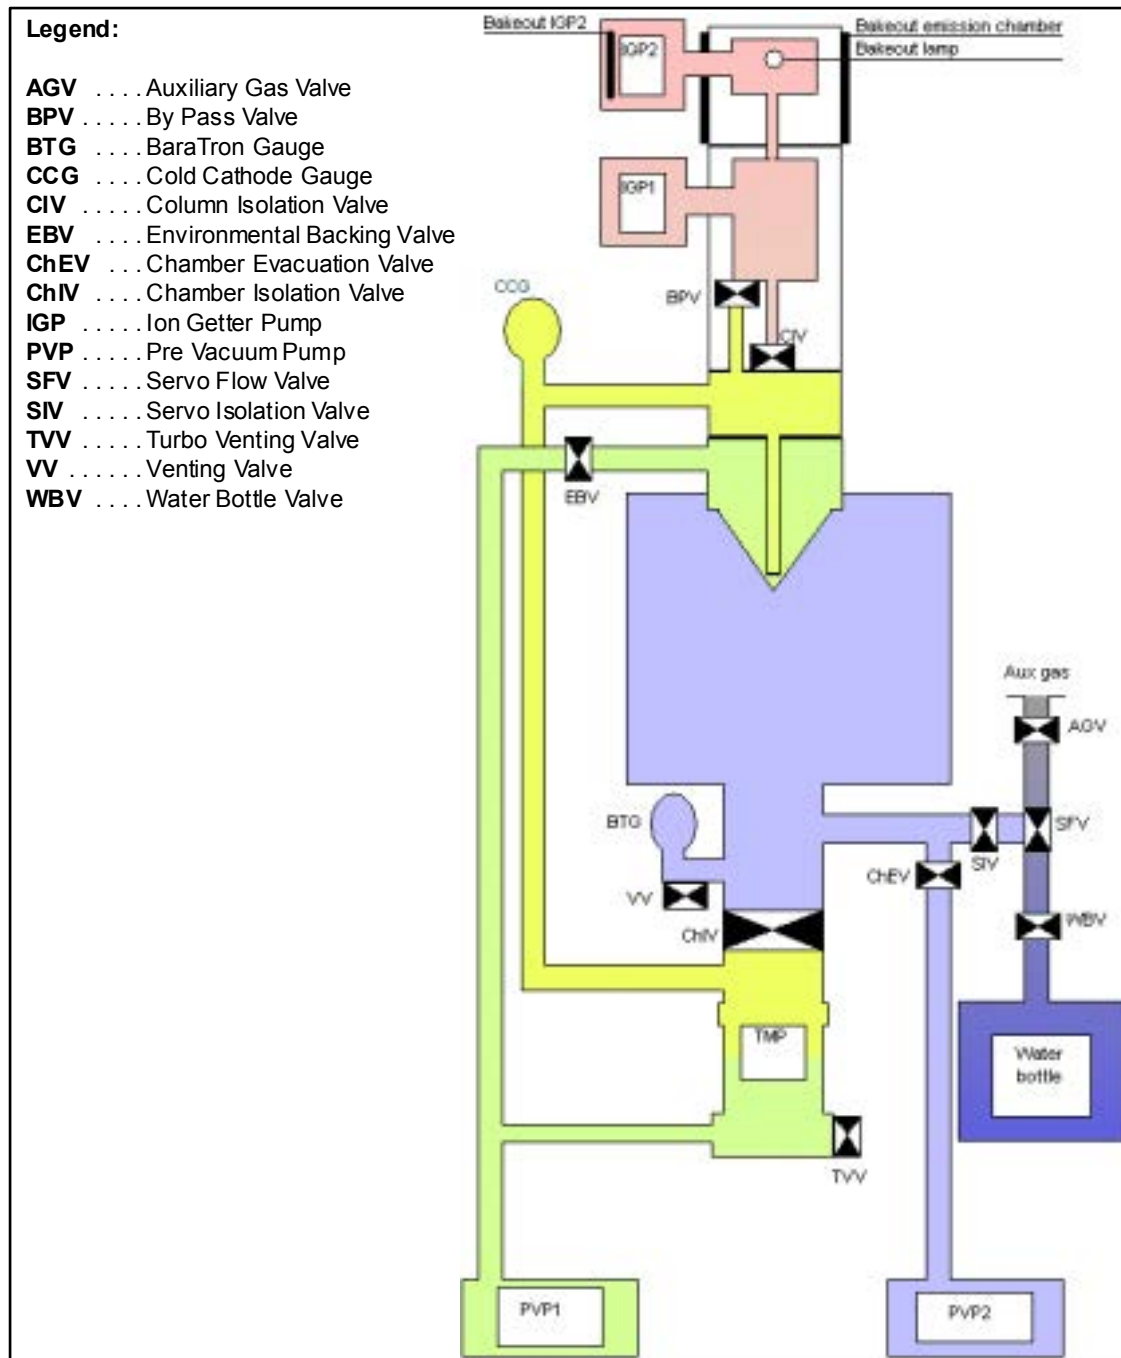 Legend:
AGV . . . . Auxiliary Gas Valve
BPV . . . . . By Pass Valve
BTG . . . . BaraTron Gauge
CCG . . . . Cold Cathode Gauge
CIV . . . . . Column Isolation Valve
EBV . . . . Environmental Backing Valve
ChEV . . . Chamber Evacuation Valve
ChIV . . . . Chamber Isolation Valve
IGP . . . . . Ion Getter Pump
PVP . . . . Pre Vacuum Pump
SFV . . . . . Servo Flow Valve
SIV . . . . . Servo Isolation Valve
TVV . . . . . Turbo Venting Valve
VV . . . . . . Venting Valve
WBV . . . . Water Bottle Valve
Bakeout IGP2
Bakeout emission chamber
Bakeout lamp
IGP2
IGP1
CCG
BPV
CIV
EBV
Aux gas
AGV
BTG
SFV
SIV
ChEV
VV
ChIV
WBV
TMP
Water
bottle
TVV
PVP1
PVP2